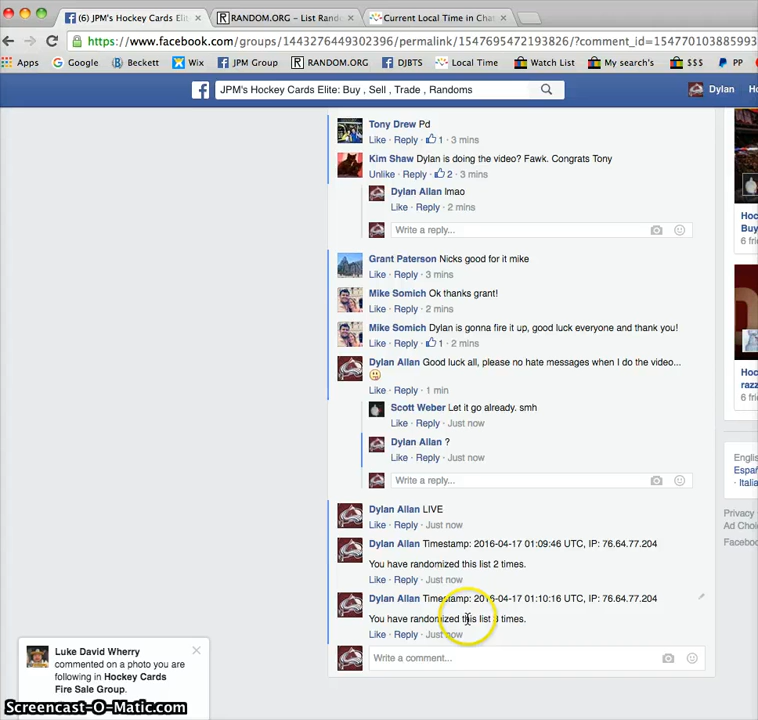 (6) JPM's Hockey Cards Elit
RANDOM.ORG - List Rand
Current Local Time in Chat
https://www.facebook.com/groups/1443276449302396/permalink/1547695472193826/?comment_id=154770103885993
Apps Google Beckett Wix JPM Group RANDOM.ORG DJBTS Local Time Watch List My search's $$$ PP
JPM's Hockey Cards Elite: Buy , Sell , Trade , Randoms
Dylan
Tony Drew Pd
Like · Reply · 1 · 3 mins
Kim Shaw Dylan is doing the video? Fawk. Congrats Tony
Unlike · Reply · 2 · 3 mins
Dylan Allan lmao
Like · Reply · 2 mins
Write a reply...
Grant Paterson Nicks good for it mike
Like · Reply · 3 mins
Mike Somich Ok thanks grant!
Like · Reply · 2 mins
Mike Somich Dylan is gonna fire it up, good luck everyone and thank you!
Like · Reply · 1 · 2 mins
Dylan Allan Good luck all, please no hate messages when I do the video...
Like · Reply · 1 min
Scott Weber Let it go already. smh
Like · Reply · Just now
Dylan Allan ?
Like · Reply · Just now
Write a reply...
Dylan Allan LIVE
Like · Reply · Just now
Dylan Allan Timestamp: 2016-04-17 01:09:46 UTC, IP: 76.64.77.204
You have randomized this list 2 times.
Like · Reply · Just now
Dylan Allan Timestamp: 2016-04-17 01:10:16 UTC, IP: 76.64.77.204
You have randomized this list 3 times.
Like · Reply · Just now
Write a comment...
Hoc
Buy
6 fri
Hock
razz
6 frie
English
Españ
· Italia
Privacy
Ad Choi
Facebo
Luke David Wherry
commented on a photo you are
following in Hockey Cards
Fire Sale Group.
Screencast-O-Matic.com